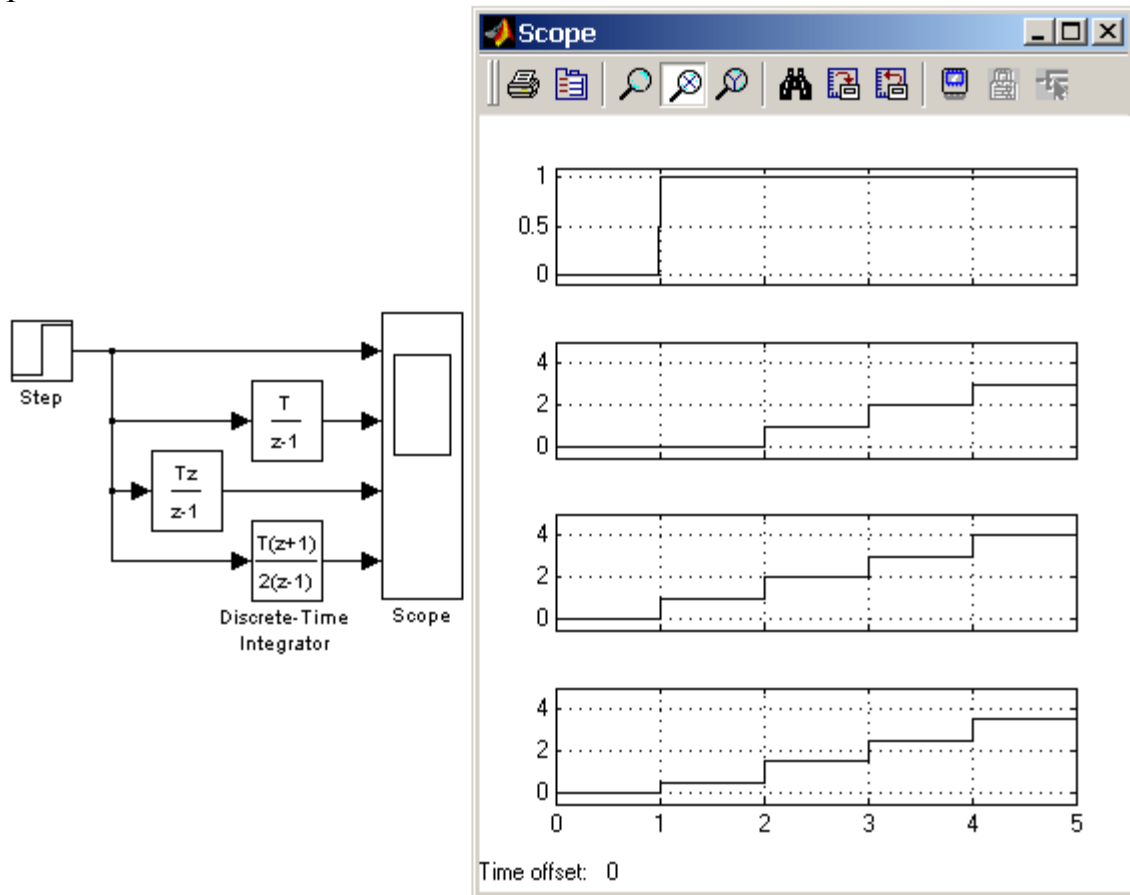 Scope
1
0.5
0
4
2
0
4
2
0
4
2
0
0 1 2 3 4 5
Time offset: 0
Step
T
z-1
Tz
z-1
T(z+1)
2(z-1)
Discrete-Time
Integrator
Scope